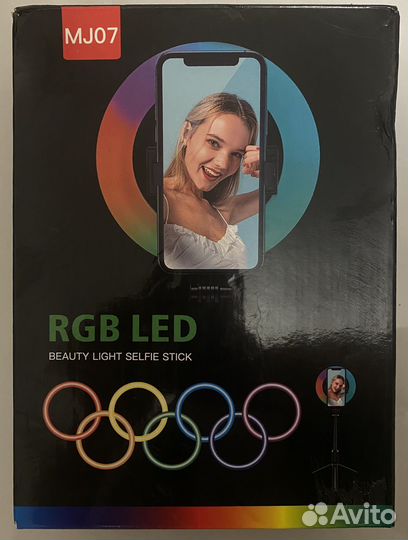 MJ07
RGB LED
BEAUTY LIGHT SELFIE STICK
Avito